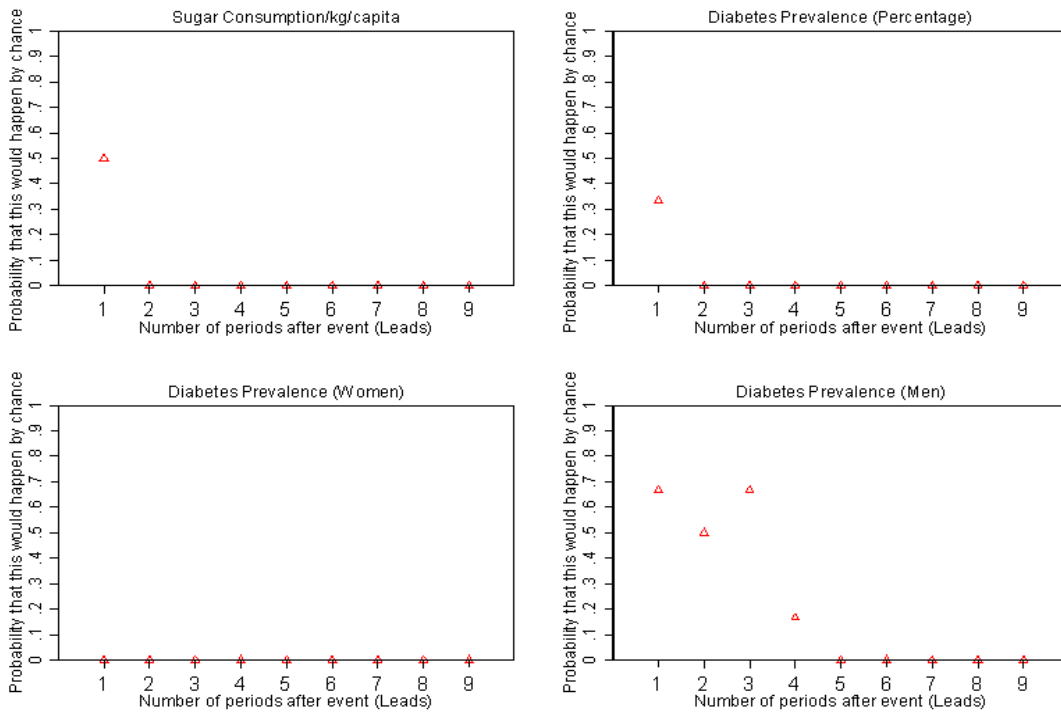 Sugar Consumption/kg/capita
Probability that this would happen by chance
0 .1 .2 .3 .4 .5 .6 .7 .8 .9 1
1 2 3 4 5 6 7 8 9
Number of periods after event (Leads)
Diabetes Prevalence (Percentage)
Probability that this would happen by chance
0 .1 .2 .3 .4 .5 .6 .7 .8 .9 1
1 2 3 4 5 6 7 8 9
Number of periods after event (Leads)
Diabetes Prevalence (Women)
Probability that this would happen by chance
0 .1 .2 .3 .4 .5 .6 .7 .8 .9 1
1 2 3 4 5 6 7 8 9
Number of periods after event (Leads)
Diabetes Prevalence (Men)
Probability that this would happen by chance
0 .1 .2 .3 .4 .5 .6 .7 .8 .9 1
1 2 3 4 5 6 7 8 9
Number of periods after event (Leads)